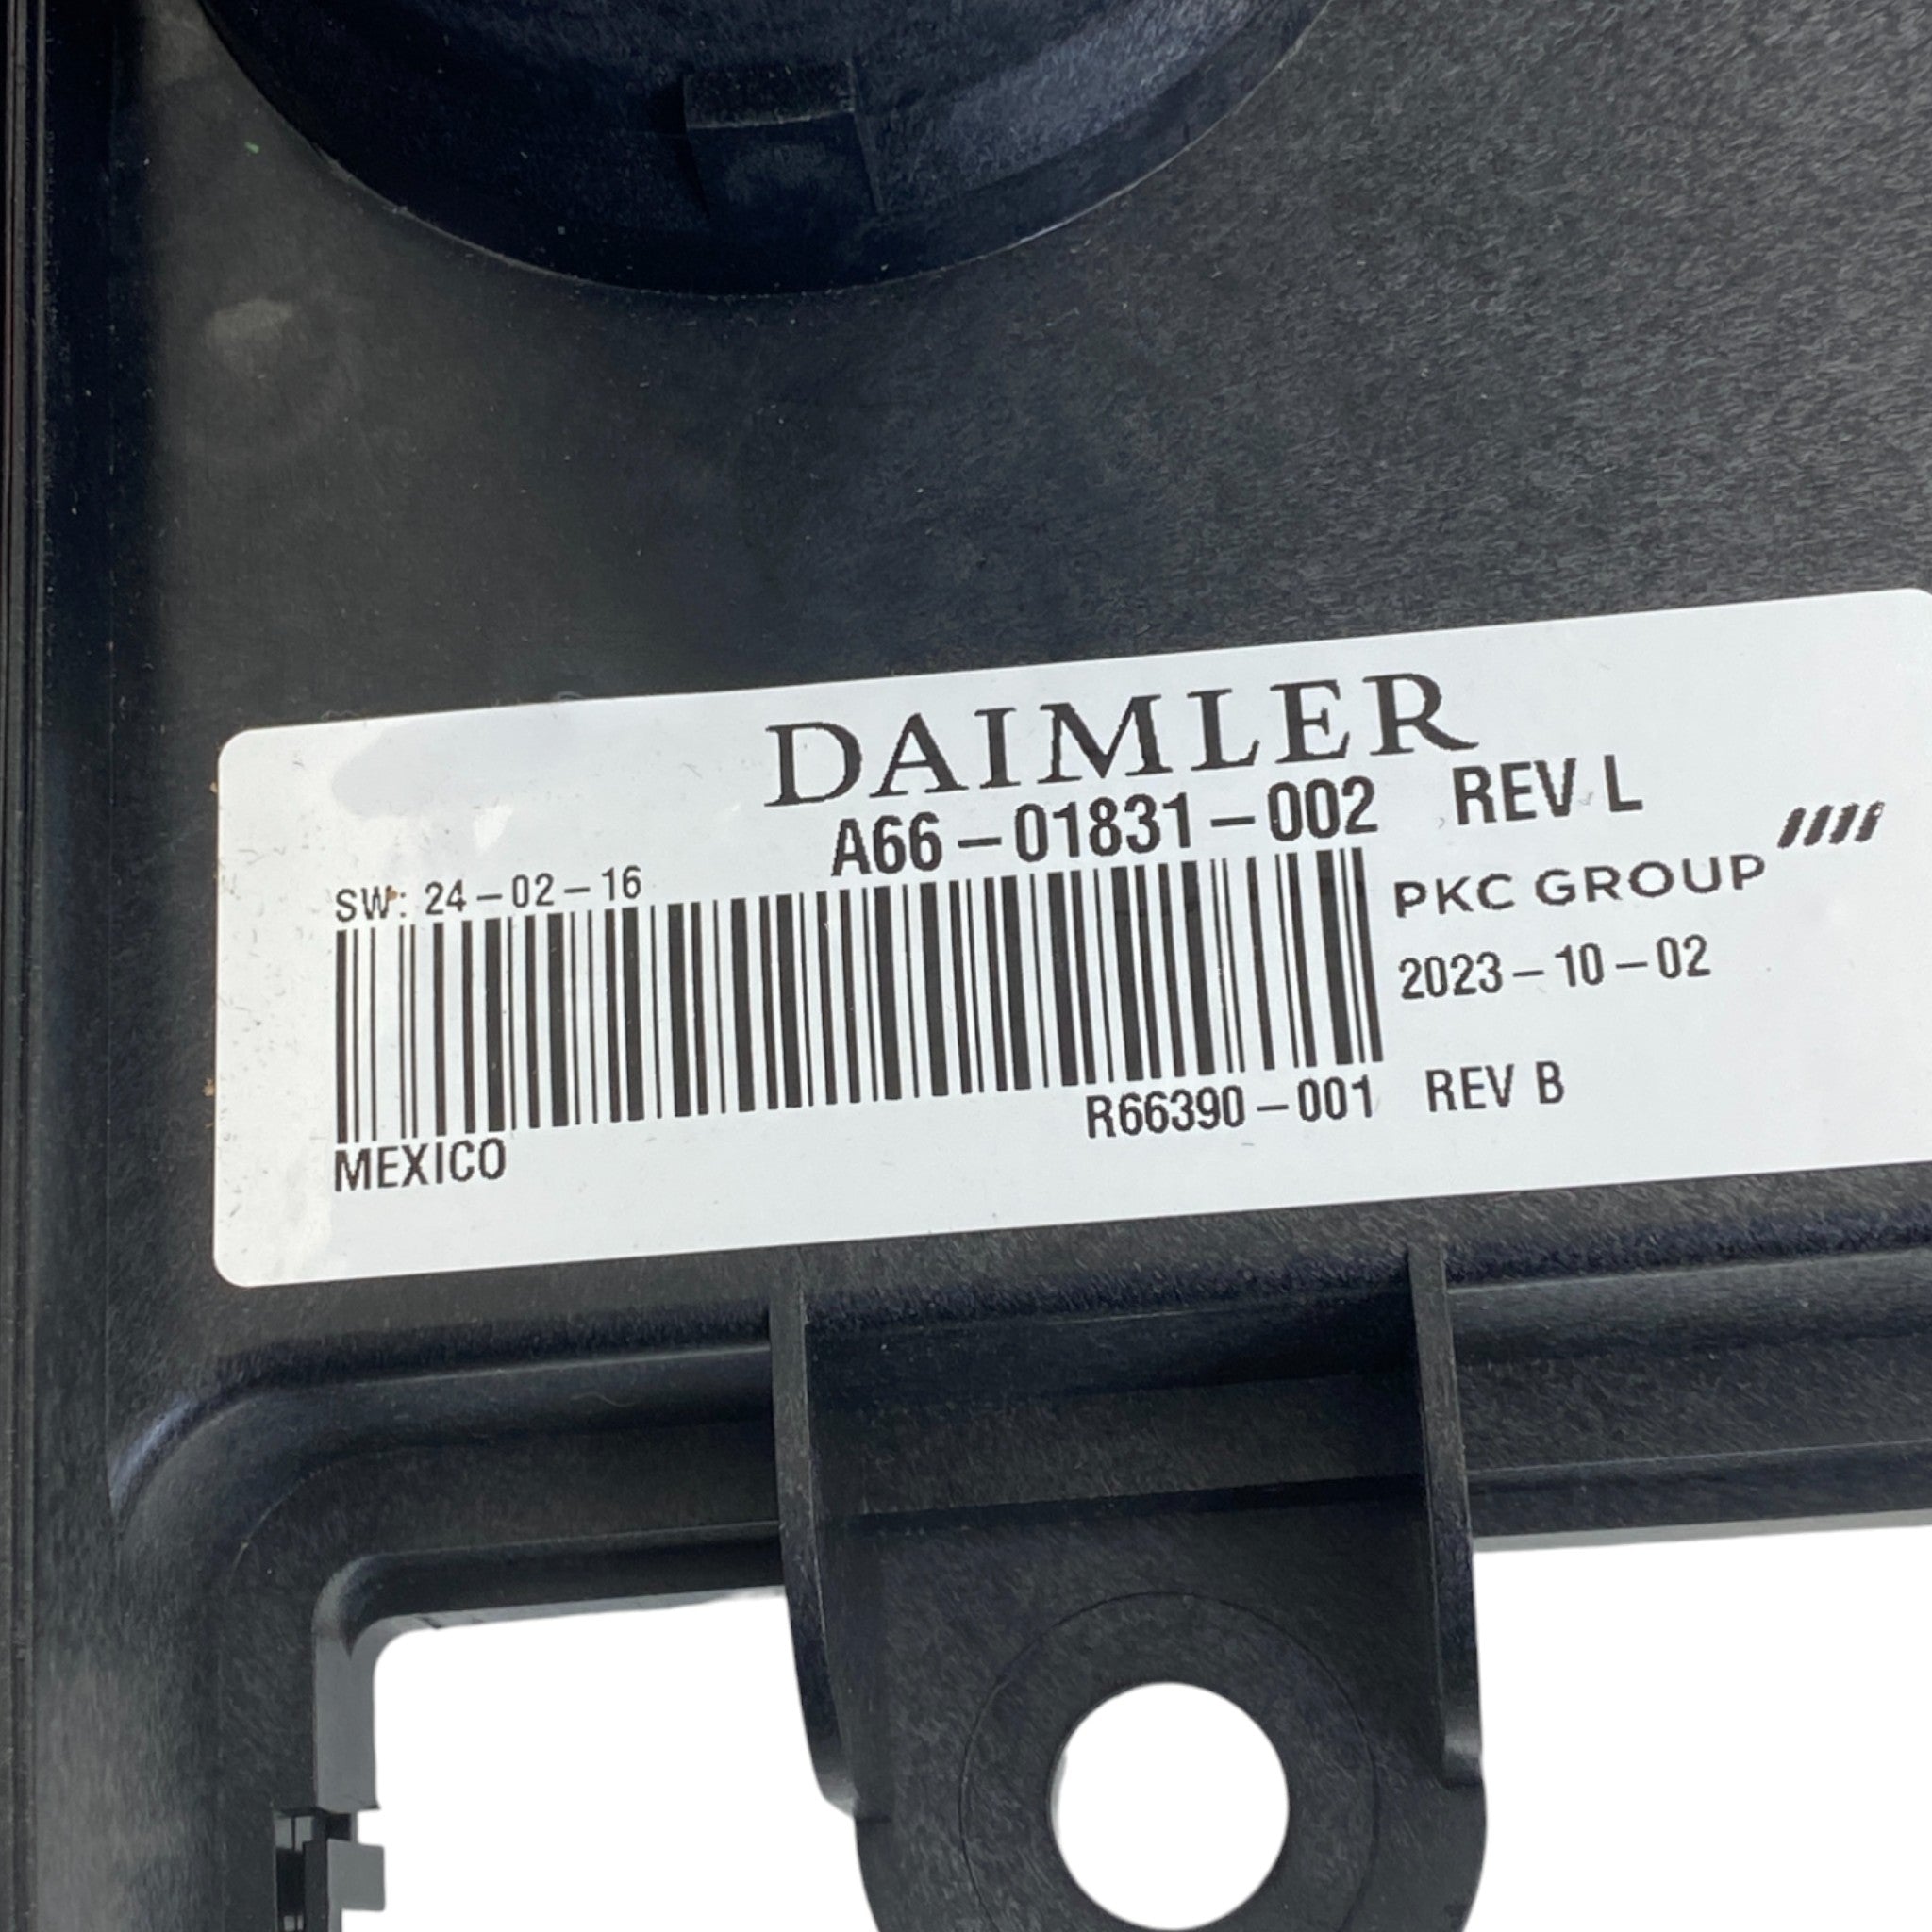 DAIMLER
A66-01831-002 REV L
SW: 24-02-16
PKC GROUP
2023-10-02
R66390-001 REV B
MEXICO